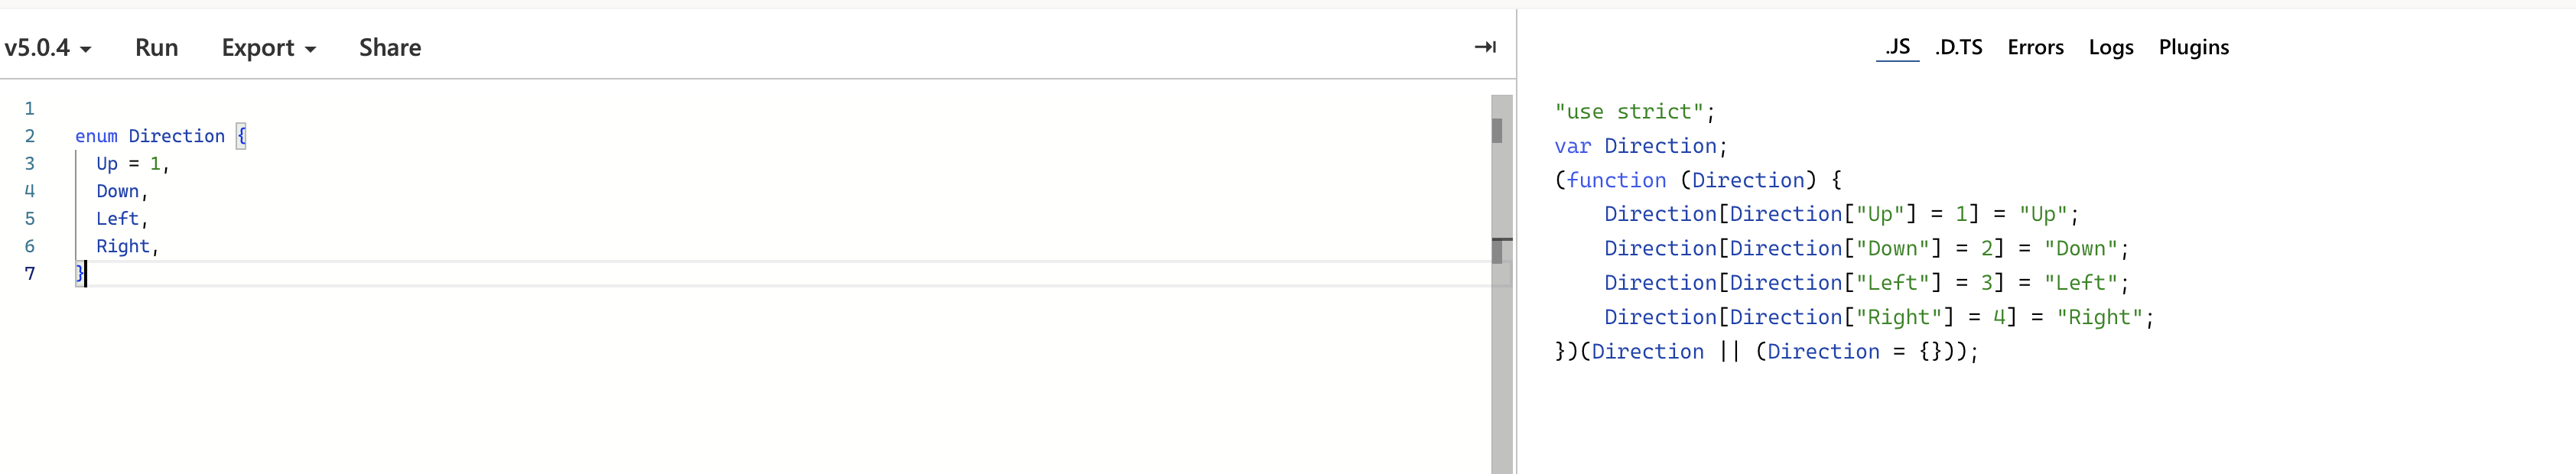 v5.0.4 Run Export Share
.JS .D.TS Errors Logs Plugins
1
2 enum Direction {
3   Up = 1,
4   Down,
5   Left,
6   Right,
7 }
"use strict";
var Direction;
(function (Direction) {
    Direction[Direction["Up"] = 1] = "Up";
    Direction[Direction["Down"] = 2] = "Down";
    Direction[Direction["Left"] = 3] = "Left";
    Direction[Direction["Right"] = 4] = "Right";
})(Direction || (Direction = {}));